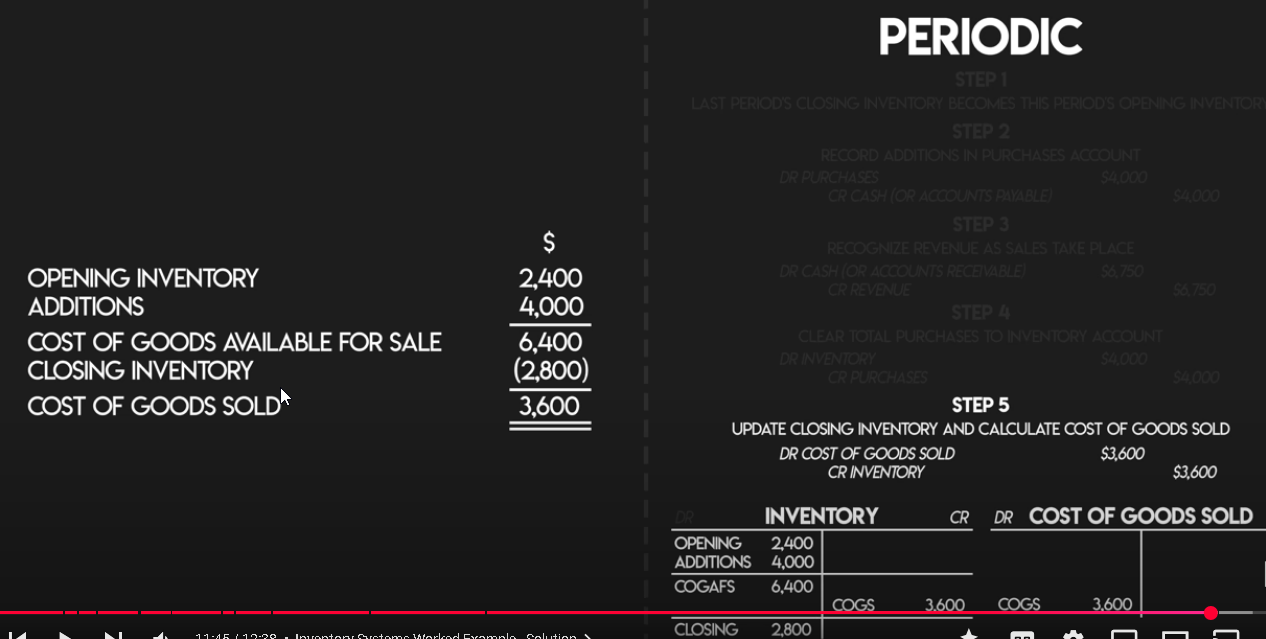 $
OPENING INVENTORY 2,400
ADDITIONS 4,000
COST OF GOODS AVAILABLE FOR SALE 6,400
CLOSING INVENTORY (2,800)
COST OF GOODS SOLD 3,600
PERIODIC
STEP 1
LAST PERIOD'S CLOSING INVENTORY BECOMES THIS PERIOD'S OPENING INVENTOR
STEP 2
RECORD ADDITIONS IN PURCHASES ACCOUNT
DR PURCHASES $4,000
CR CASH (OR ACCOUNTS PAYABLE) $4,000
STEP 3
RECOGNIZE REVENUE AS SALES TAKE PLACE
DR CASH (OR ACCOUNTS RECEIVABLE) $6,750
CR REVENUE $6,750
STEP 4
CLEAR TOTAL PURCHASES TO INVENTORY ACCOUNT
DR INVENTORY $4,000
CR PURCHASES $4,000
STEP 5
UPDATE CLOSING INVENTORY AND CALCULATE COST OF GOODS SOLD
DR COST OF GOODS SOLD $3,600
CR INVENTORY $3,600
DR INVENTORY CR
OPENING 2,400
ADDITIONS 4,000
COGAFS 6,400
COGS 3,600
CLOSING 2,800
DR COST OF GOODS SOLD
COGS 3,600
11:45 / 12:38 • Inventory Systems Worked Example - Solution